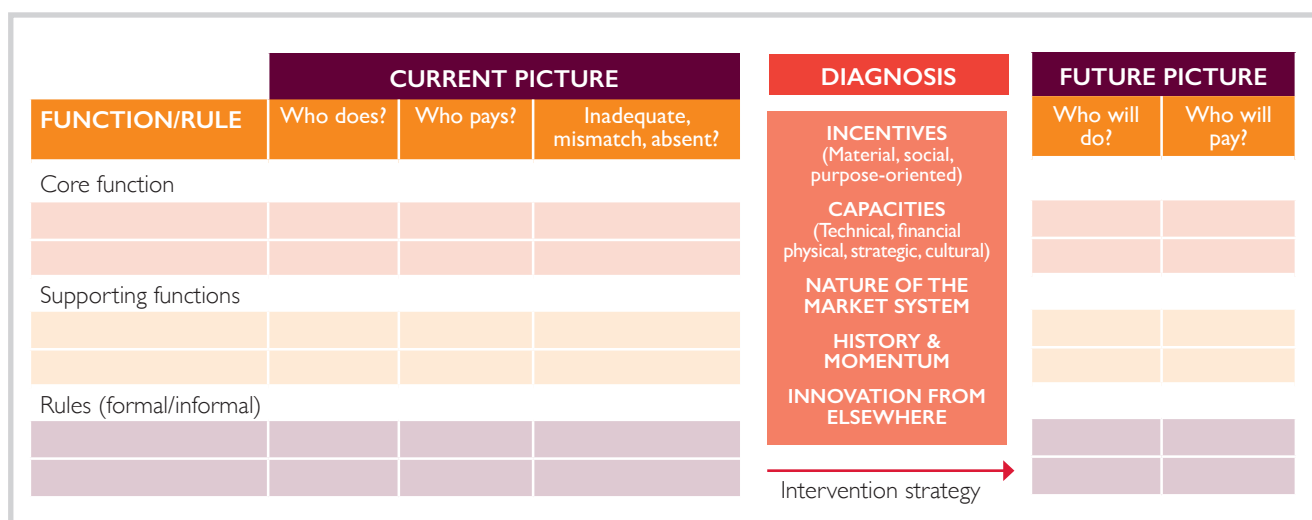 CURRENT PICTURE
FUNCTION/RULE
Who does?
Who pays?
Inadequate,
mismatch, absent?
Core function
Supporting functions
Rules (formal/informal)
DIAGNOSIS
INCENTIVES
(Material, social,
purpose-oriented)
CAPACITIES
(Technical, financial
physical, strategic, cultural)
NATURE OF THE
MARKET SYSTEM
HISTORY &
MOMENTUM
INNOVATION FROM
ELSEWHERE
Intervention strategy
FUTURE PICTURE
Who will
do?
Who will
pay?